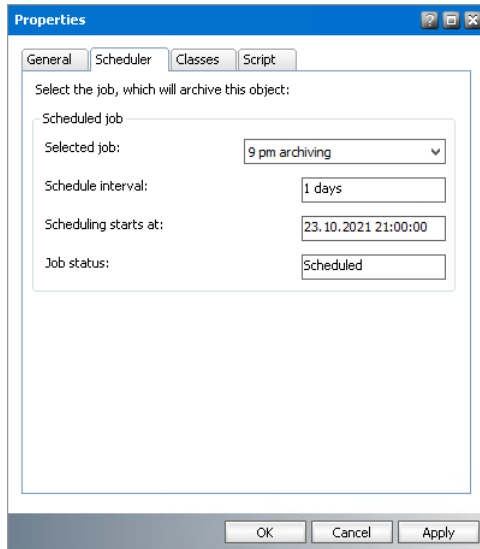 Properties
General Scheduler Classes Script
Select the job, which will archive this object:
Scheduled job
Selected job: 9 pm archiving
Schedule interval: 1 days
Scheduling starts at: 23.10.2021 21:00:00
Job status: Scheduled
OK Cancel Apply